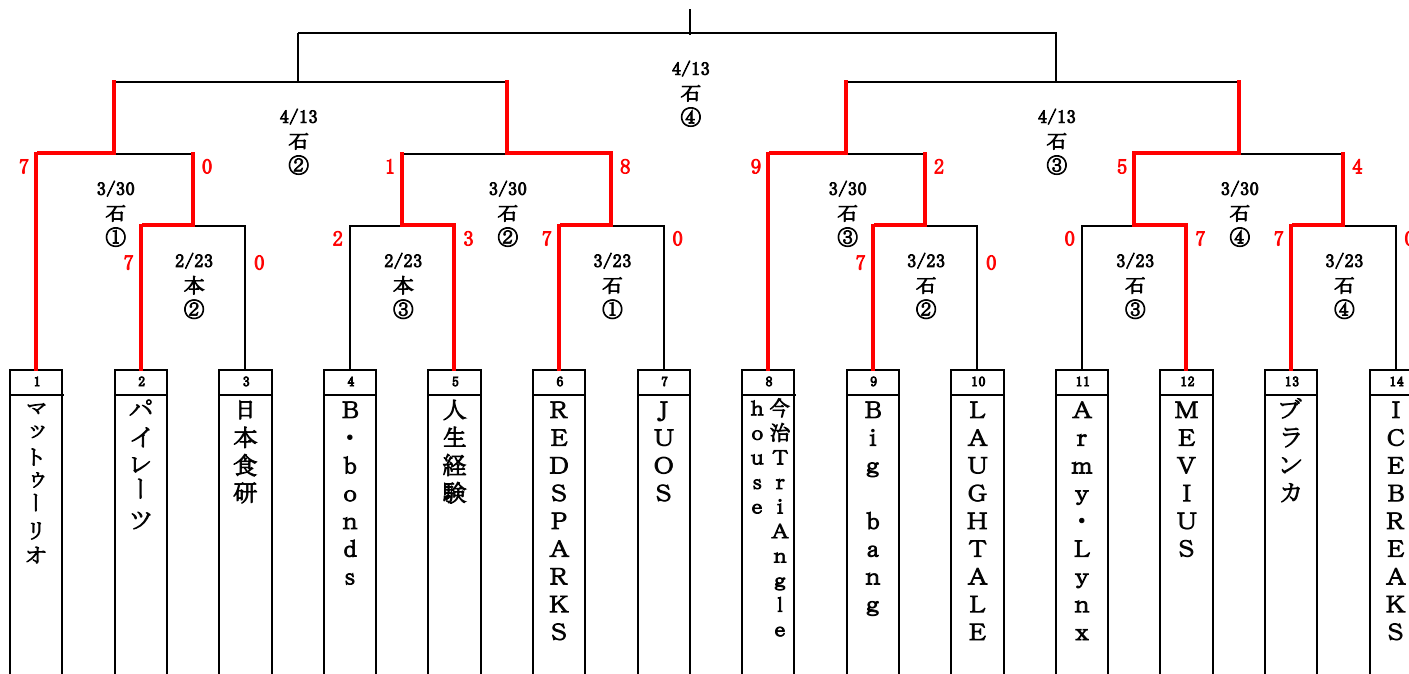 4/13
石
④
4/13
石
②
4/13
石
③
7
0
1
8
9
2
5
4
3/30
石
①
3/30
石
②
3/30
石
③
3/30
石
④
7
0
2
3
7
0
7
0
0
7
7
0
2/23
本
②
2/23
本
③
3/23
石
①
3/23
石
②
3/23
石
③
3/23
石
④
1
マットゥーリオ
2
パイレーツ
3
日本食研
4
B・bonds
5
人生経験
6
REDSPARKS
7
JUOS
8
今治TriAngle
house
9
Big bang
10
LAUGHTALE
11
Army・Lynx
12
MEVIUS
13
ブランカ
14
ICEBREAKS